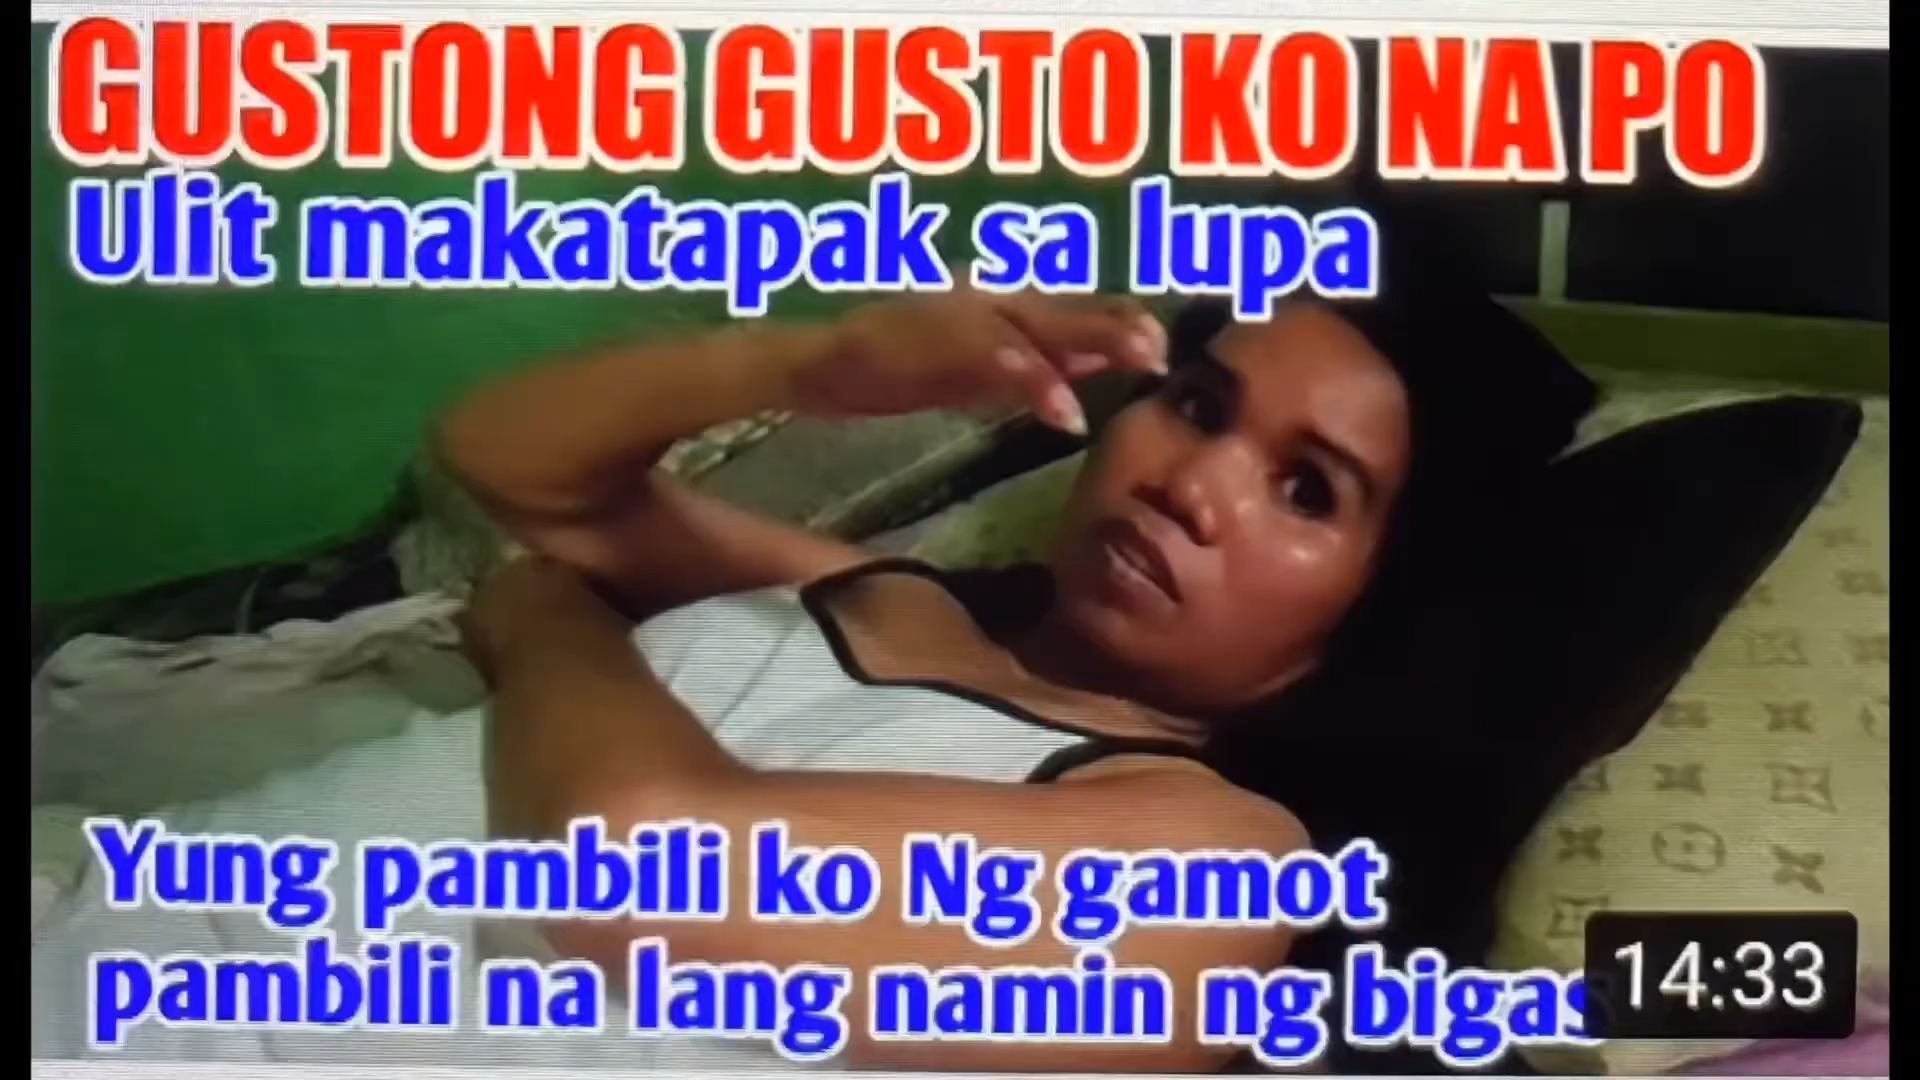 GUSTONG GUSTO KO NA PO
Ulit makatapak sa lupa
Yung pambili ko Ng gamot
pambili na lang namin ng bigas
14:33